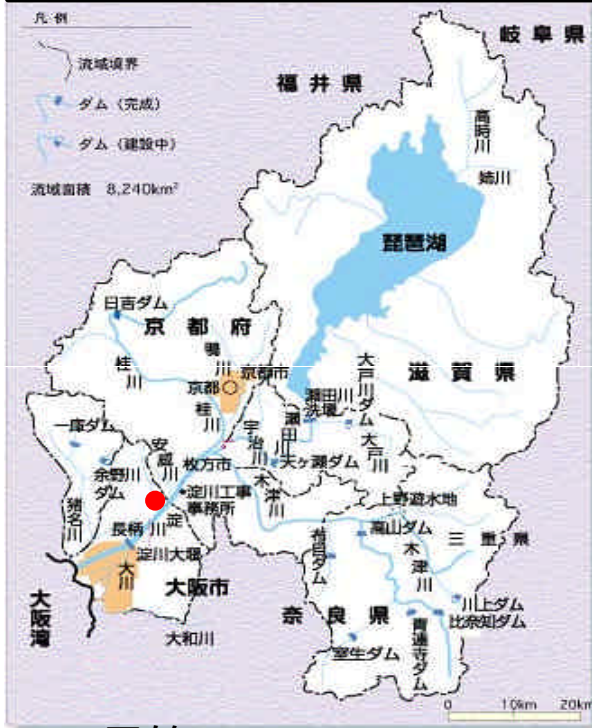 凡例
流域境界
ダム（完成）
ダム（建設中）
流域面積 8,240km²
岐阜県
福井県
高時川
姉川
琵琶湖
日吉ダム
京都府
鴨川
京都市
京都
桂川
桂川
滋賀県
大戸川ダム
瀬田川洗堰
瀬田川
大戸川
宇治川
天ヶ瀬ダム
一庫ダム
安威川
余野川ダム
枚方市
淀川工事事務所
木津川
猪名川
淀川
長柄
淀川大堰
大川
大阪市
大阪湾
大和川
上野遊水地
高山ダム
布目ダム
木津川
三重県
川上ダム
比奈知ダム
奈良県
青蓮寺ダム
室生ダム
0 10km 20km